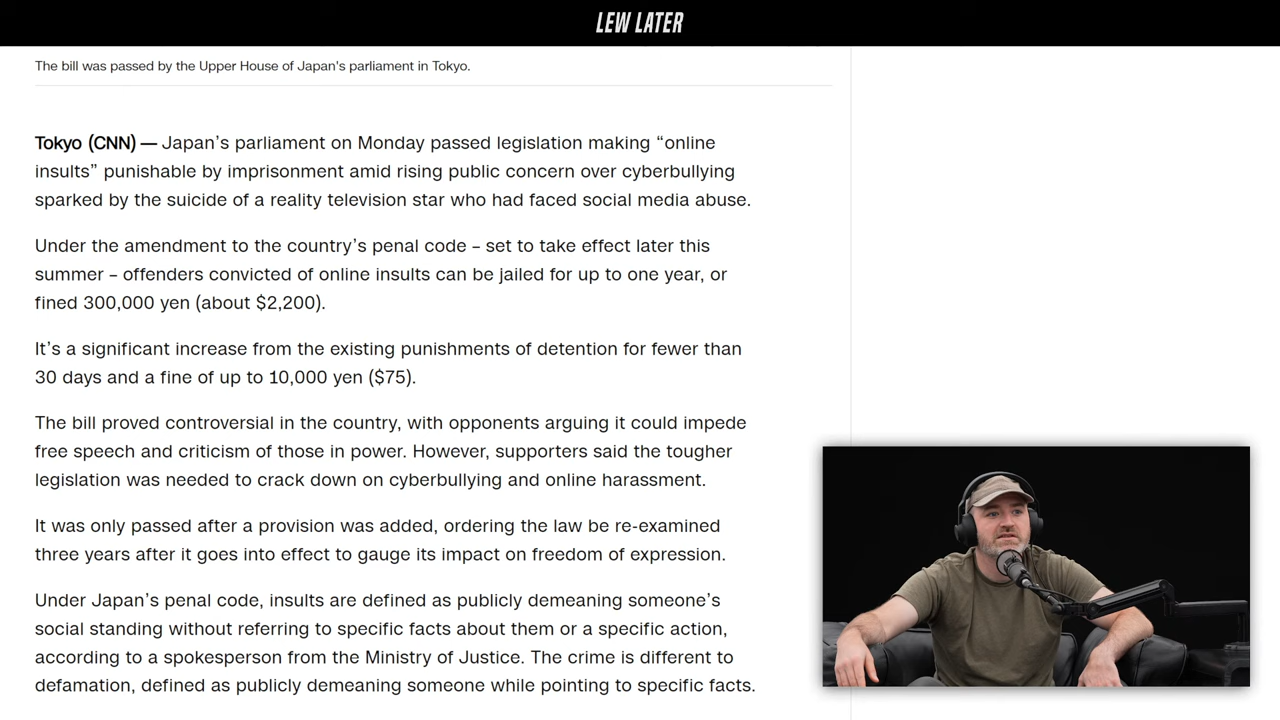 LEW LATER
The bill was passed by the Upper House of Japan's parliament in Tokyo.
Tokyo (CNN) — Japan’s parliament on Monday passed legislation making “online
insults” punishable by imprisonment amid rising public concern over cyberbullying
sparked by the suicide of a reality television star who had faced social media abuse.
Under the amendment to the country’s penal code – set to take effect later this
summer – offenders convicted of online insults can be jailed for up to one year, or
fined 300,000 yen (about $2,200).
It’s a significant increase from the existing punishments of detention for fewer than
30 days and a fine of up to 10,000 yen ($75).
The bill proved controversial in the country, with opponents arguing it could impede
free speech and criticism of those in power. However, supporters said the tougher
legislation was needed to crack down on cyberbullying and online harassment.
It was only passed after a provision was added, ordering the law be re-examined
three years after it goes into effect to gauge its impact on freedom of expression.
Under Japan’s penal code, insults are defined as publicly demeaning someone’s
social standing without referring to specific facts about them or a specific action,
according to a spokesperson from the Ministry of Justice. The crime is different to
defamation, defined as publicly demeaning someone while pointing to specific facts.